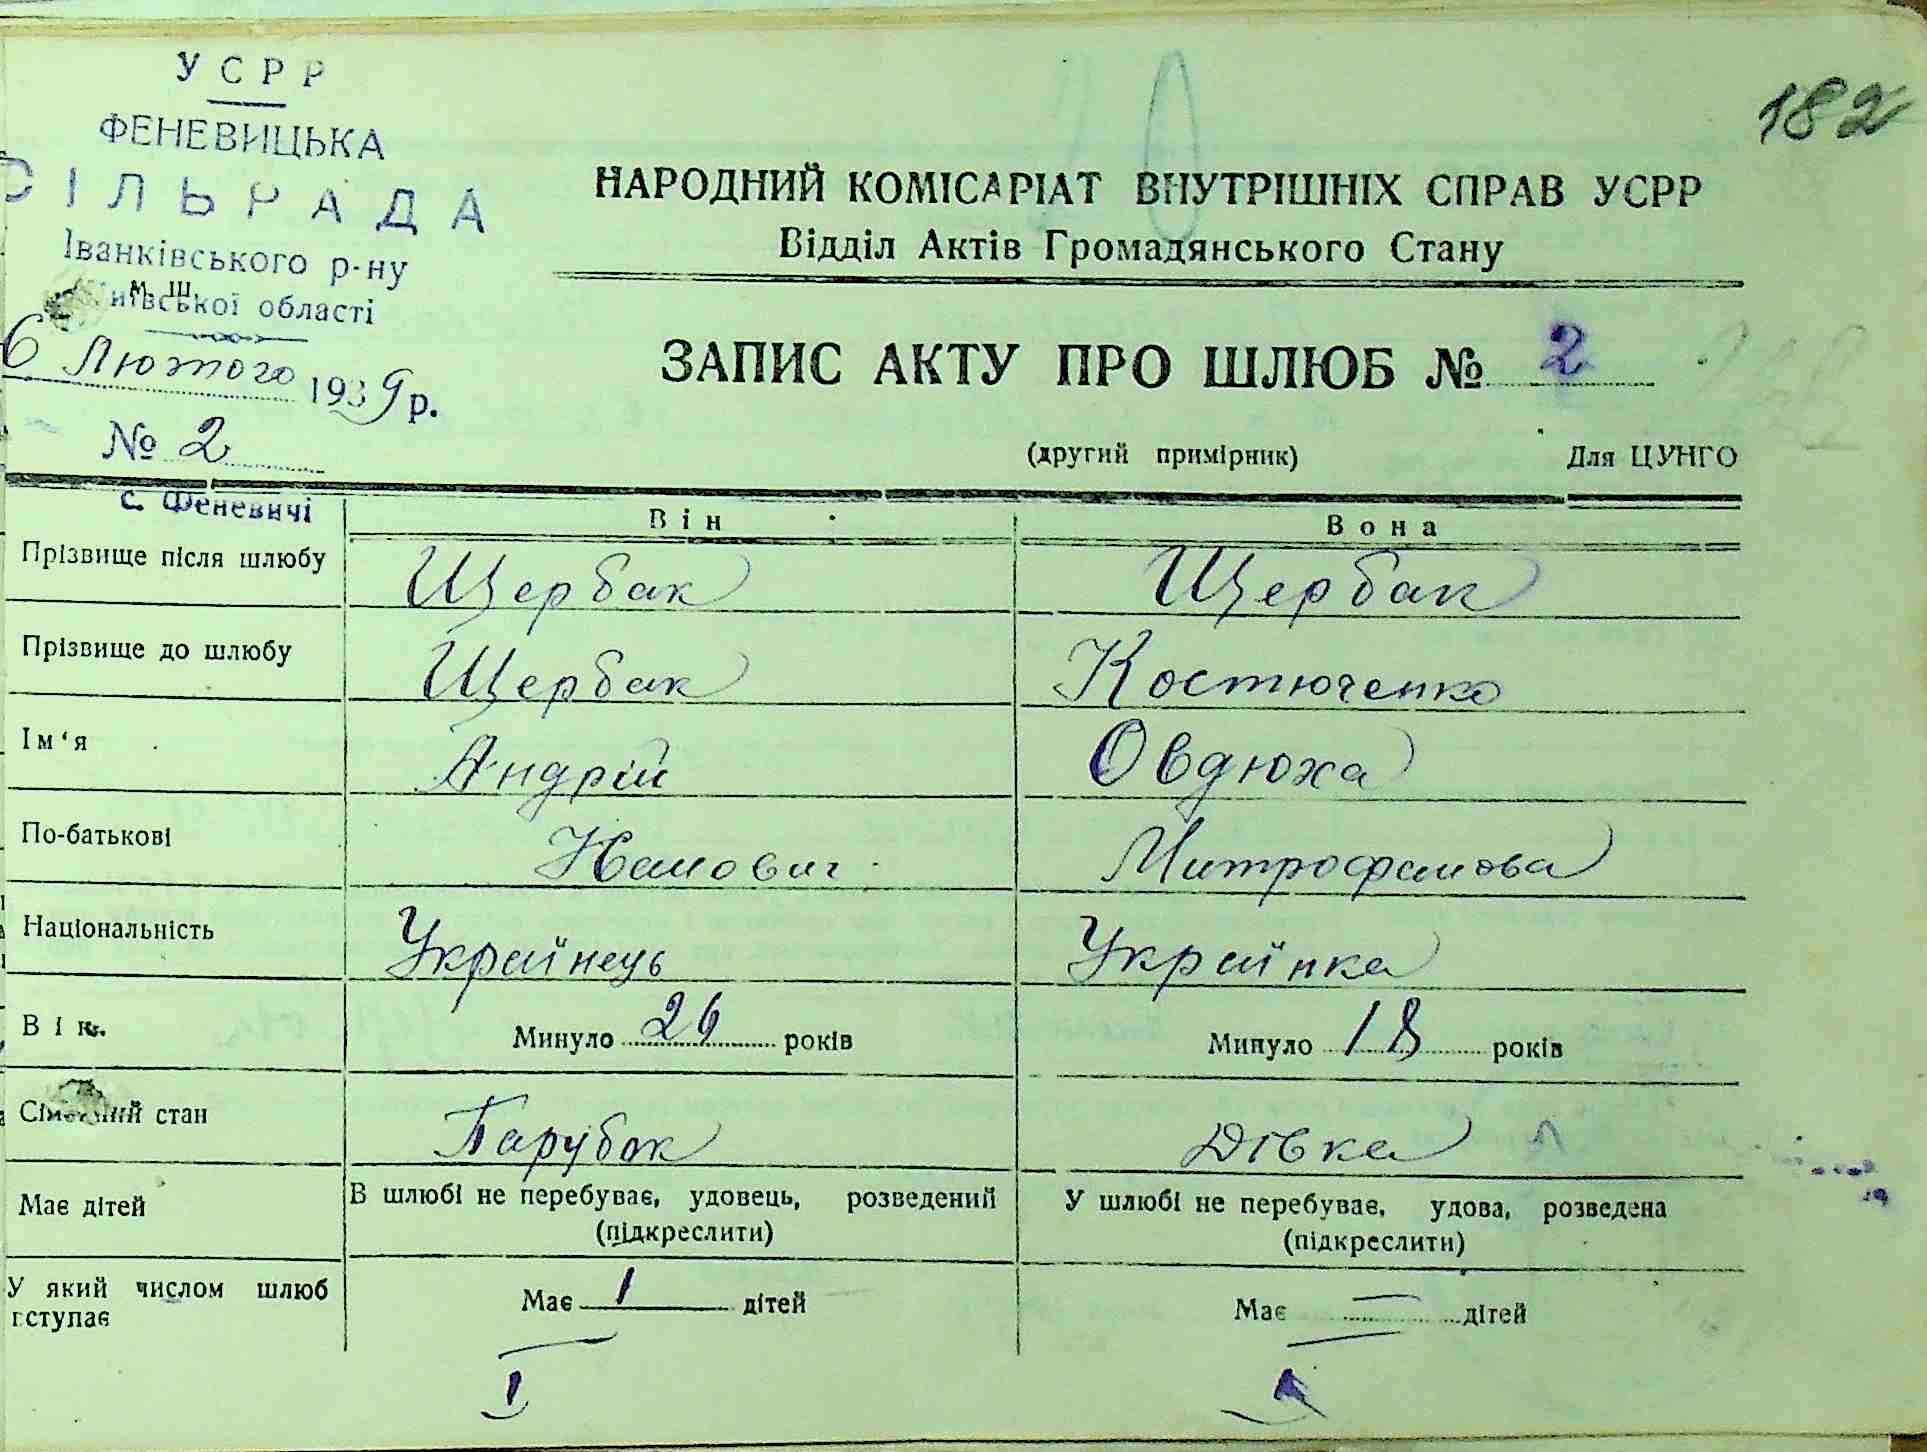 182
УСРР
ФЕНЕВИЦЬКА
СІЛЬРАДА
Іванківського р-ну
м. ш.
Київської області
6 Лютого 1939 р.
№ 2
с. Феневичі
НАРОДНИЙ КОМІСАРІАТ ВНУТРІШНІХ СПРАВ УСРР
Відділ Актів Громадянського Стану
ЗАПИС АКТУ ПРО ШЛЮБ № 2
(другий примірник) Для ЦУНГО
Він Вона
Прізвище після шлюбу Щербак Щербак
Прізвище до шлюбу Щербак Костюченко
Ім'я Андрій Овдюха
По-батькові Наумович Митрофанова
Національність Українець Українка
Вік. Минуло 26 років Минуло 18 років
Сімейний стан Парубок Дівка
Має дітей В шлюбі не перебуває, удовець, розведений У шлюбі не перебуває, удова, розведена
(підкреслити) (підкреслити)
У який числом шлюб Має 1 дітей Має — дітей
вступає
I